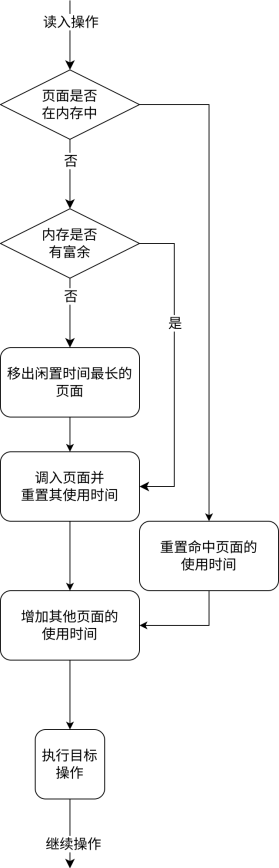 读入操作
页面是否
在内存中
否
内存是否
有富余
否
是
移出闲置时间最长的
页面
调入页面并
重置其使用时间
重置命中页面的
使用时间
增加其他页面的
使用时间
执行目标
操作
继续操作